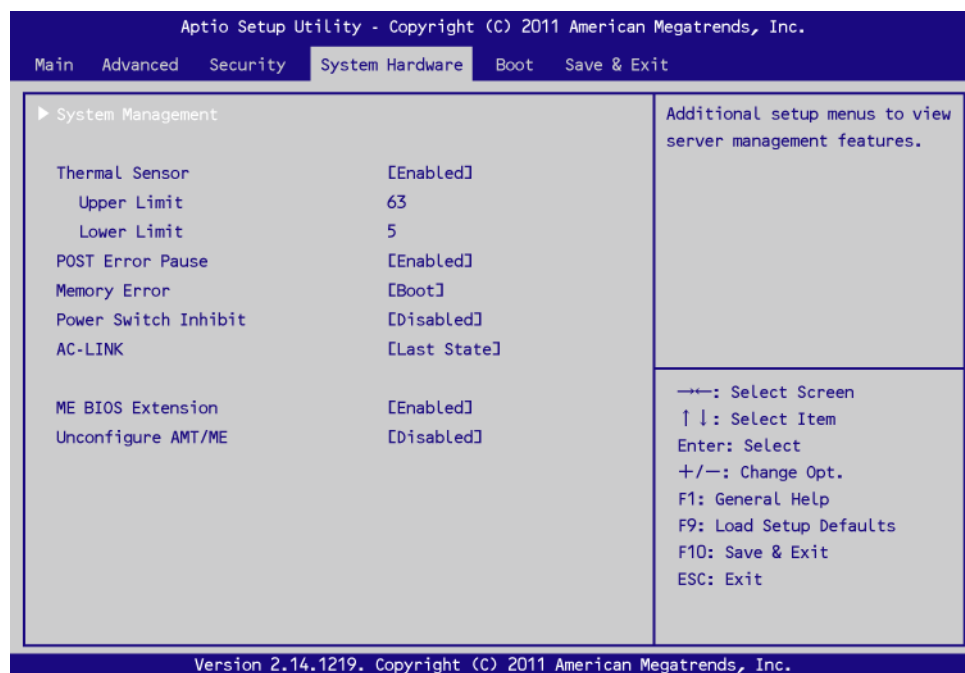 Aptio Setup Utility - Copyright (C) 2011 American Megatrends, Inc.
Main Advanced Security System Hardware Boot Save & Exit
▶ System Management
Thermal Sensor [Enabled]
Upper Limit 63
Lower Limit 5
POST Error Pause [Enabled]
Memory Error [Boot]
Power Switch Inhibit [Disabled]
AC-LINK [Last State]
ME BIOS Extension [Enabled]
Unconfigure AMT/ME [Disabled]
Additional setup menus to view
server management features.
→←: Select Screen
↑↓: Select Item
Enter: Select
+/-: Change Opt.
F1: General Help
F9: Load Setup Defaults
F10: Save & Exit
ESC: Exit
Version 2.14.1219. Copyright (C) 2011 American Megatrends, Inc.